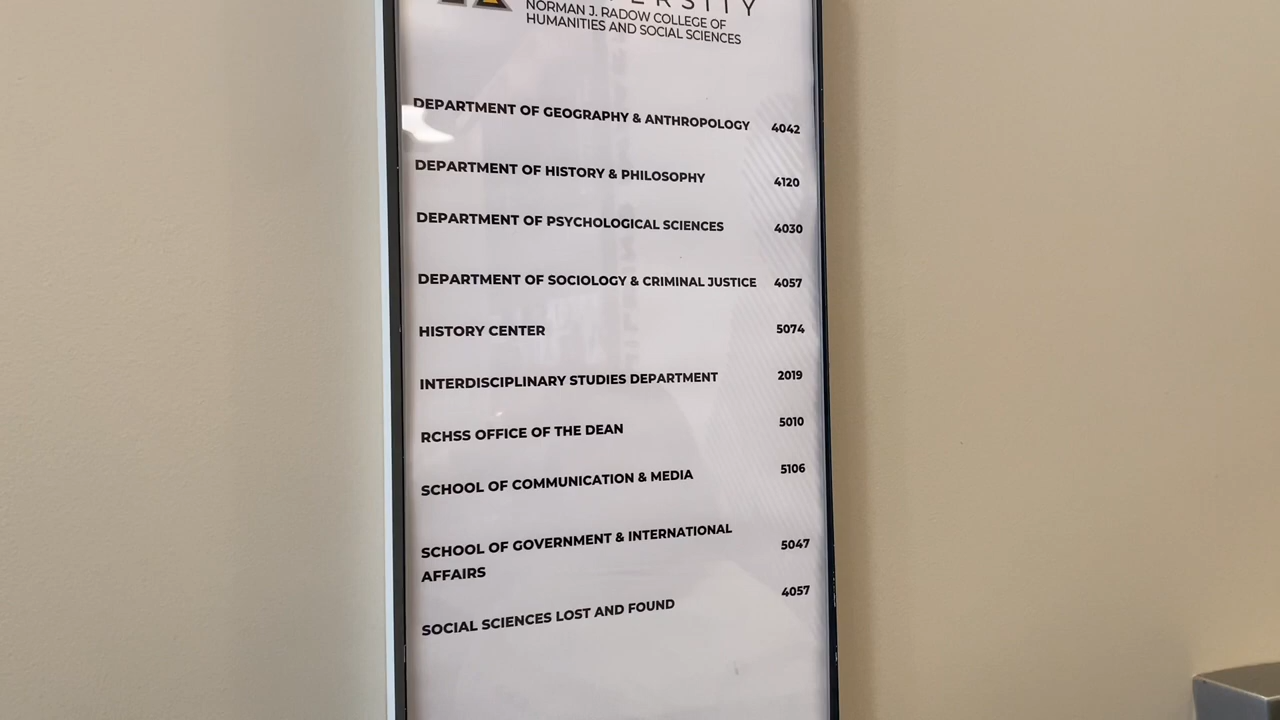 NORMAN J. RADOW COLLEGE OF
HUMANITIES AND SOCIAL SCIENCES
DEPARTMENT OF GEOGRAPHY & ANTHROPOLOGY 4042
DEPARTMENT OF HISTORY & PHILOSOPHY 4120
DEPARTMENT OF PSYCHOLOGICAL SCIENCES 4030
DEPARTMENT OF SOCIOLOGY & CRIMINAL JUSTICE 4057
HISTORY CENTER 5074
INTERDISCIPLINARY STUDIES DEPARTMENT 2019
RCHSS OFFICE OF THE DEAN 5010
SCHOOL OF COMMUNICATION & MEDIA 5106
SCHOOL OF GOVERNMENT & INTERNATIONAL 5047
AFFAIRS
SOCIAL SCIENCES LOST AND FOUND 4057